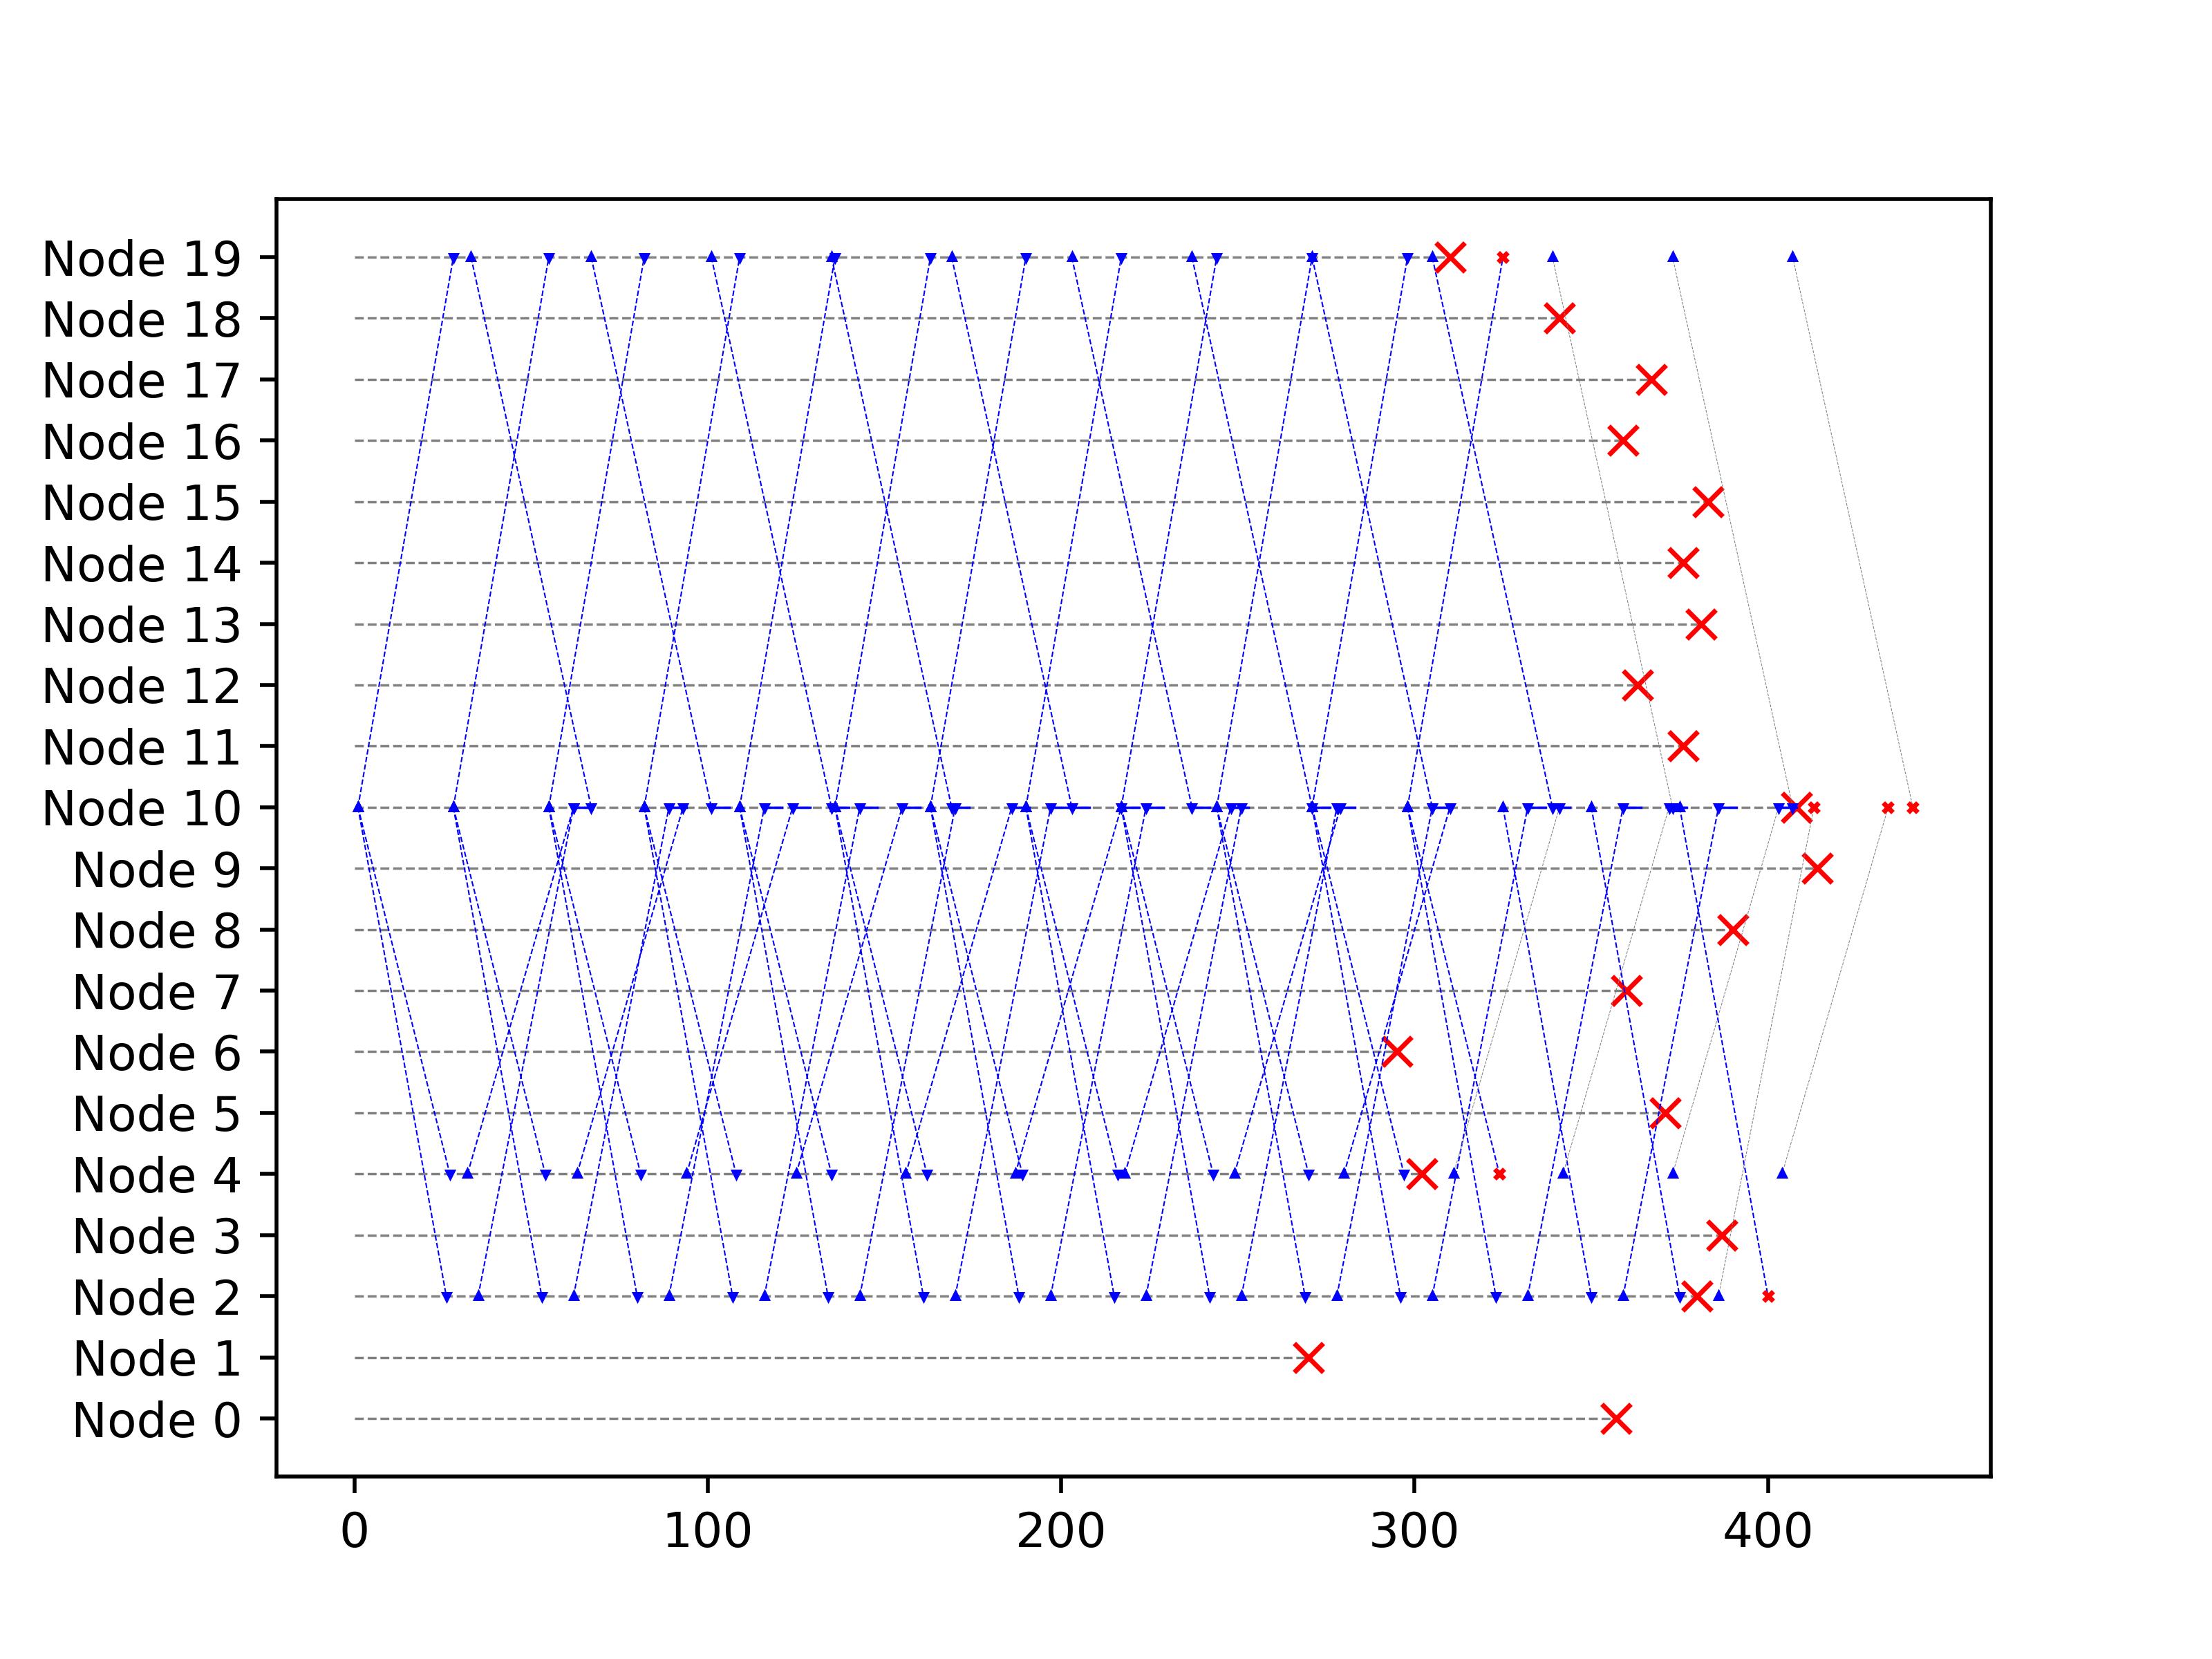 Node 19
Node 18
Node 17
Node 16
Node 15
Node 14
Node 13
Node 12
Node 11
Node 10
Node 9
Node 8
Node 7
Node 6
Node 5
Node 4
Node 3
Node 2
Node 1
Node 0
0 100 200 300 400